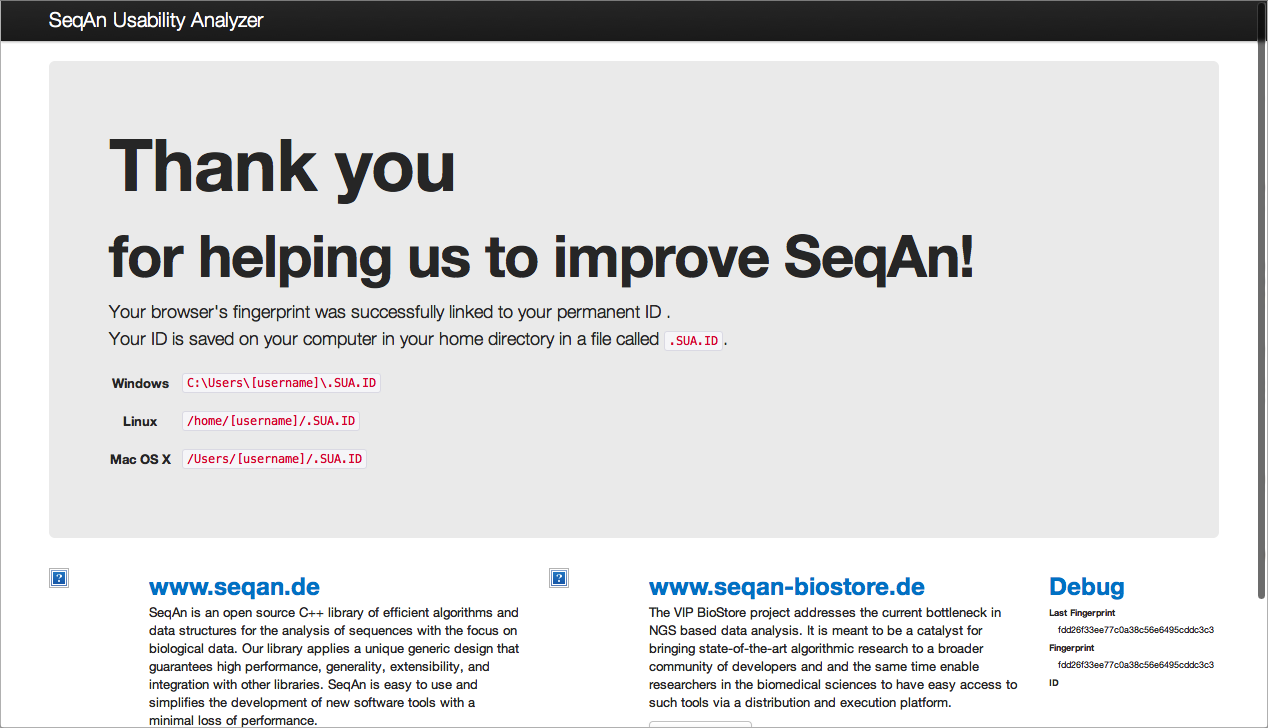 SeqAn Usability Analyzer
Thank you
for helping us to improve SeqAn!
Your browser's fingerprint was successfully linked to your permanent ID .
Your ID is saved on your computer in your home directory in a file called .SUA.ID.
Windows C:\Users\[username]\.SUA.ID
Linux /home/[username]/.SUA.ID
Mac OS X /Users/[username]/.SUA.ID
www.seqan.de
SeqAn is an open source C++ library of efficient algorithms and
data structures for the analysis of sequences with the focus on
biological data. Our library applies a unique generic design that
guarantees high performance, generality, extensibility, and
integration with other libraries. SeqAn is easy to use and
simplifies the development of new software tools with a
minimal loss of performance.
www.seqan-biostore.de
The VIP BioStore project addresses the current bottleneck in
NGS based data analysis. It is meant to be a catalyst for
bringing state-of-the-art algorithmic research to a broader
community of developers and and the same time enable
researchers in the biomedical sciences to have easy access to
such tools via a distribution and execution platform.
Debug
Last Fingerprint
fdd26f33ee77c0a38c56e6495cddc3c3
Fingerprint
fdd26f33ee77c0a38c56e6495cddc3c3
ID